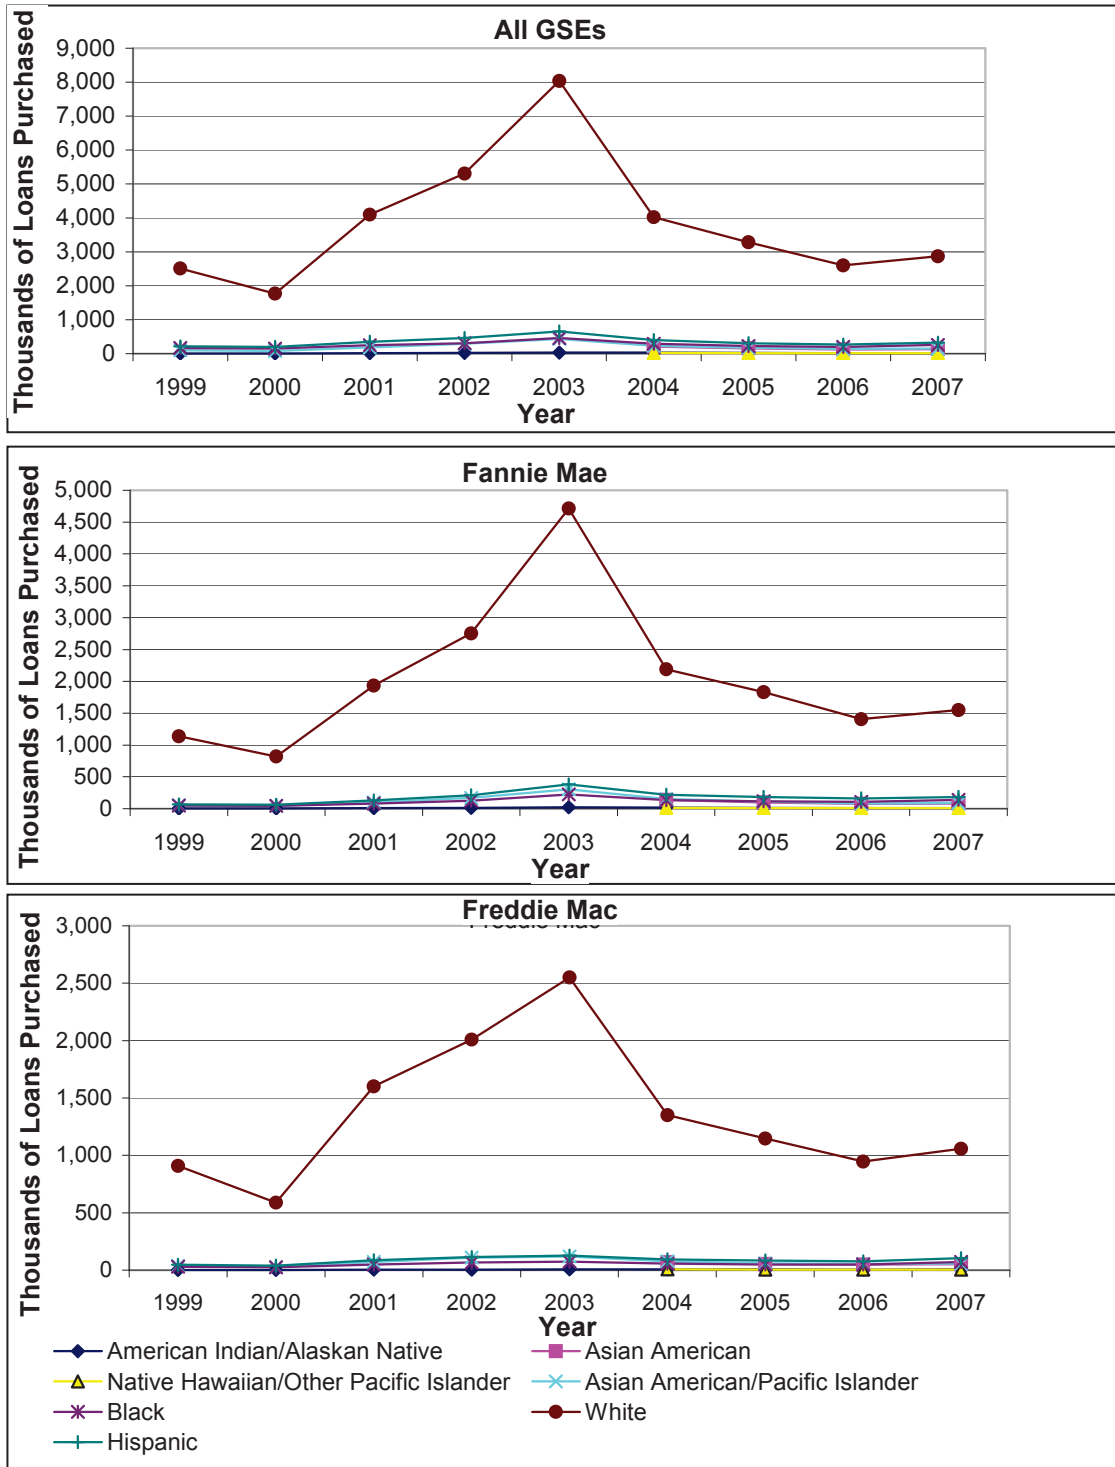 All GSEs
Thousands of Loans Purchased
9,000
8,000
7,000
6,000
5,000
4,000
3,000
2,000
1,000
0
1999 2000 2001 2002 2003 2004 2005 2006 2007
Year
Fannie Mae
Thousands of Loans Purchased
5,000
4,500
4,000
3,500
3,000
2,500
2,000
1,500
1,000
500
0
1999 2000 2001 2002 2003 2004 2005 2006 2007
Year
Freddie Mac
Freddie Mac
Thousands of Loans Purchased
3,000
2,500
2,000
1,500
1,000
500
0
1999 2000 2001 2002 2003 2004 2005 2006 2007
Year
American Indian/Alaskan Native Asian American
Native Hawaiian/Other Pacific Islander Asian American/Pacific Islander
Black White
Hispanic